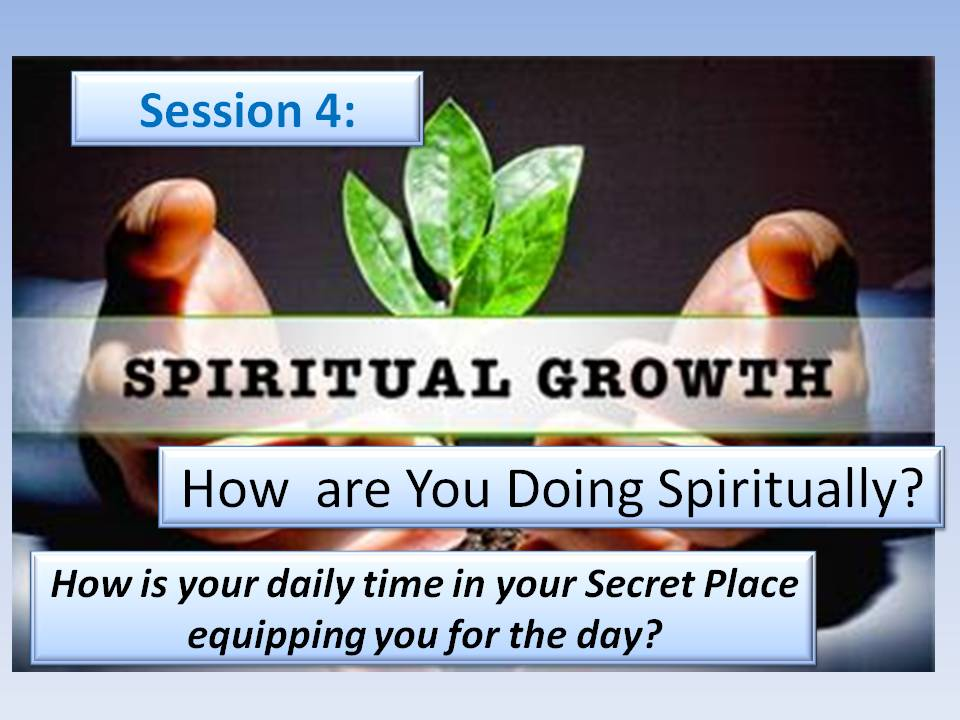 Session 4:
SPIRITUAL GROWTH
How  are You Doing Spiritually?
How is your daily time in your Secret Place
equipping you for the day?